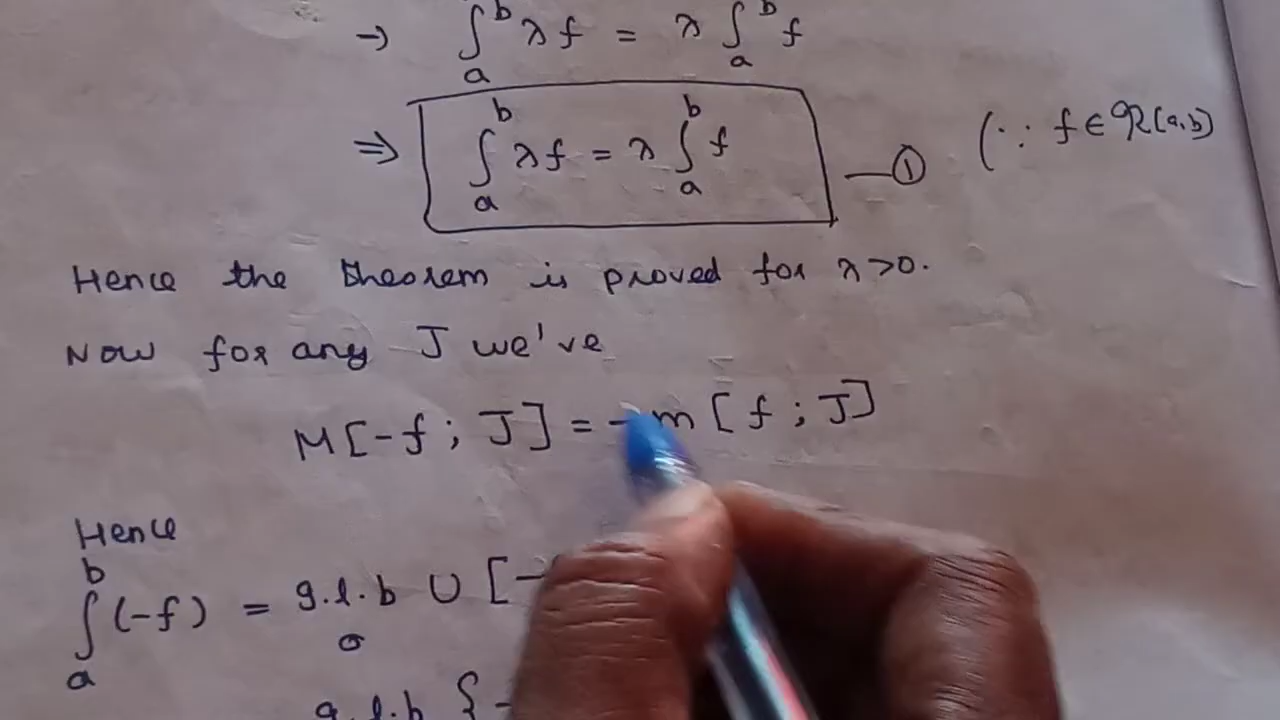 → ∫_a^b λf = λ ∫_a^b f
⇒ ∫_a^b λf = λ ∫_a^b f —① (∵ f ∈ R(a,b)
Hence the theorem is proved for λ>0.
Now for any J we've
M[-f ; J] = -m [f ; J]
Hence
∫_a^b (-f) = g.l.b U [-
σ
g.l.b {-